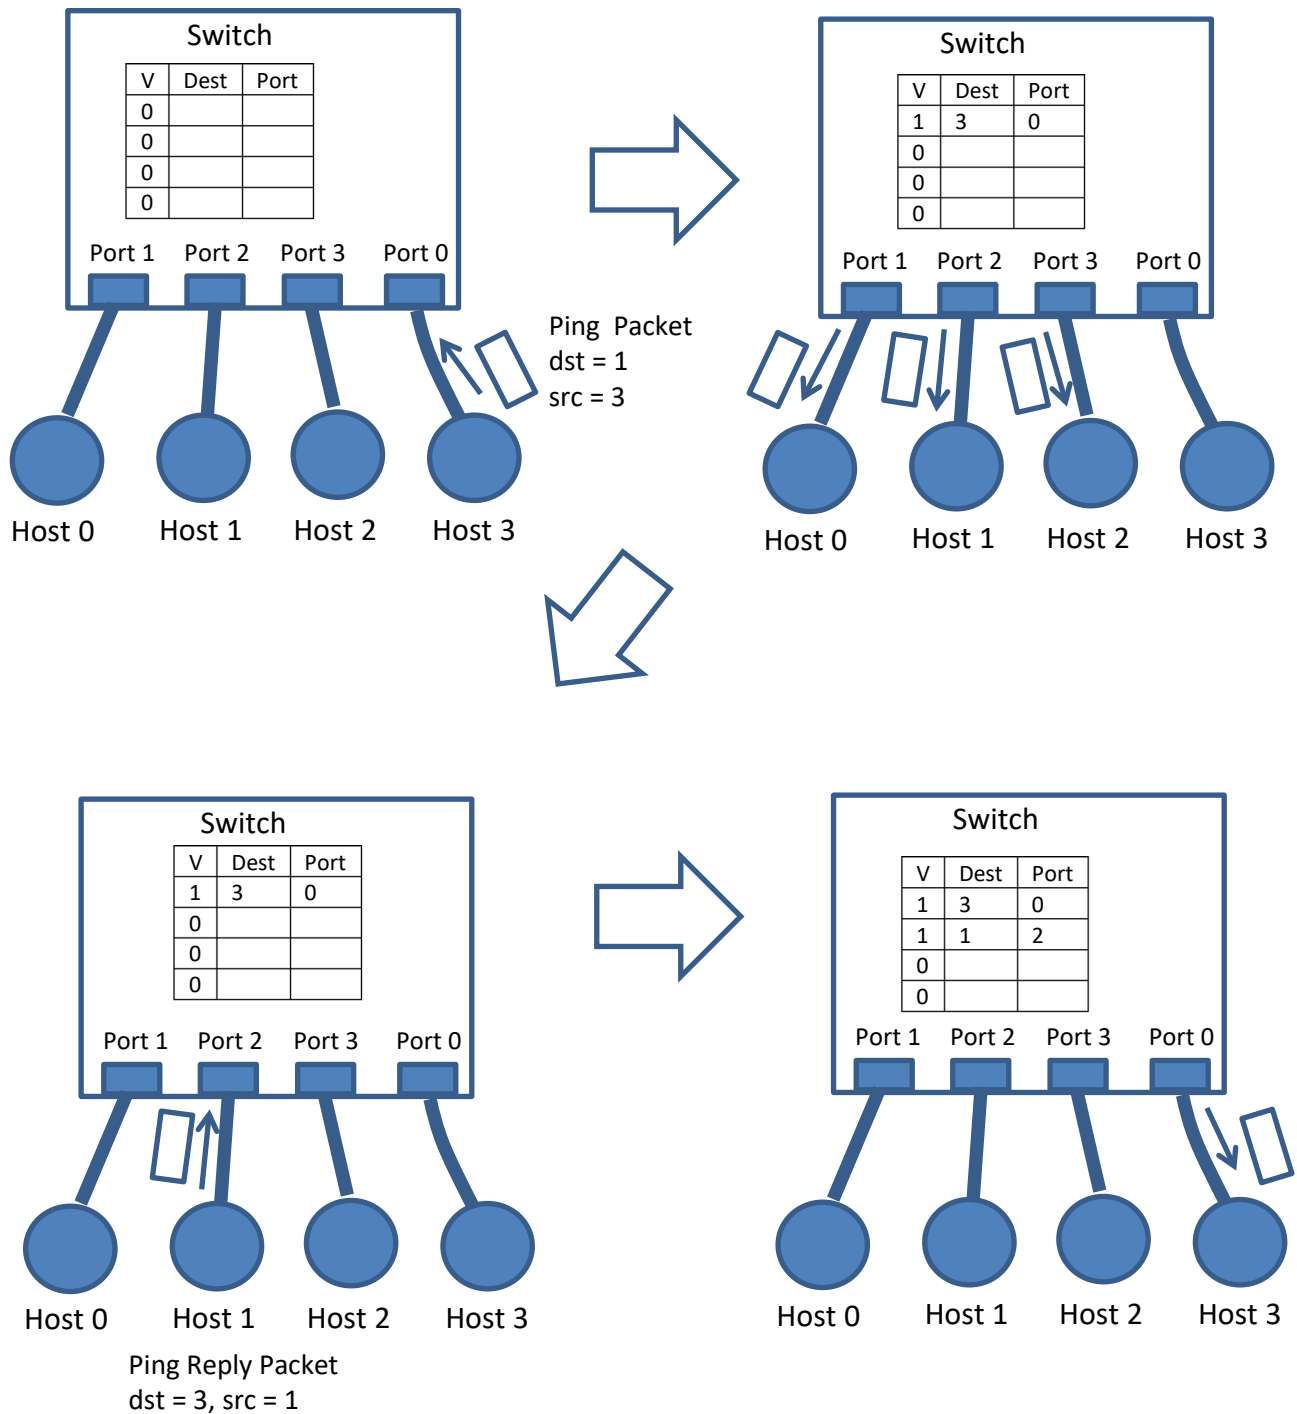 Switch
V Dest Port
0
0
0
0
Port 1 Port 2 Port 3 Port 0
Ping Packet
dst = 1
src = 3
Host 0 Host 1 Host 2 Host 3
Switch
V Dest Port
1 3 0
0
0
0
Port 1 Port 2 Port 3 Port 0
Host 0 Host 1 Host 2 Host 3
Switch
V Dest Port
1 3 0
0
0
0
Port 1 Port 2 Port 3 Port 0
Host 0 Host 1 Host 2 Host 3
Ping Reply Packet
dst = 3, src = 1
Switch
V Dest Port
1 3 0
1 1 2
0
0
Port 1 Port 2 Port 3 Port 0
Host 0 Host 1 Host 2 Host 3